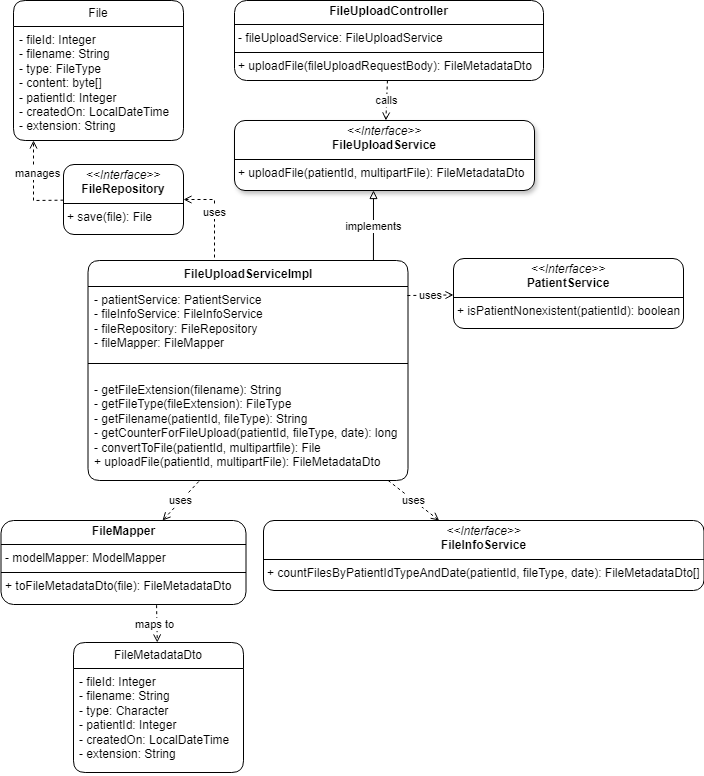 File
- fileId: Integer
- filename: String
- type: FileType
- content: byte[]
- patientId: Integer
- createdOn: LocalDateTime
- extension: String
FileUploadController
- fileUploadService: FileUploadService
+ uploadFile(fileUploadRequestBody): FileMetadataDto
calls
<<Interface>>
FileUploadService
+ uploadFile(patientId, multipartFile): FileMetadataDto
manages
<<Interface>>
FileRepository
+ save(file): File
uses
implements
FileUploadServiceImpl
- patientService: PatientService
- fileInfoService: FileInfoService
- fileRepository: FileRepository
- fileMapper: FileMapper
- getFileExtension(filename): String
- getFileType(fileExtension): FileType
- getFilename(patientId, fileType): String
- getCounterForFileUpload(patientId, fileType, date): long
- convertToFile(patientId, multipartfile): File
+ uploadFile(patientId, multipartFile): FileMetadataDto
uses
<<Interface>>
PatientService
+ isPatientNonexistent(patientId): boolean
uses
uses
FileMapper
- modelMapper: ModelMapper
+ toFileMetadataDto(file): FileMetadataDto
<<Interface>>
FileInfoService
+ countFilesByPatientIdTypeAndDate(patientId, fileType, date): FileMetadataDto[]
maps to
FileMetadataDto
- fileId: Integer
- filename: String
- type: Character
- patientId: Integer
- createdOn: LocalDateTime
- extension: String